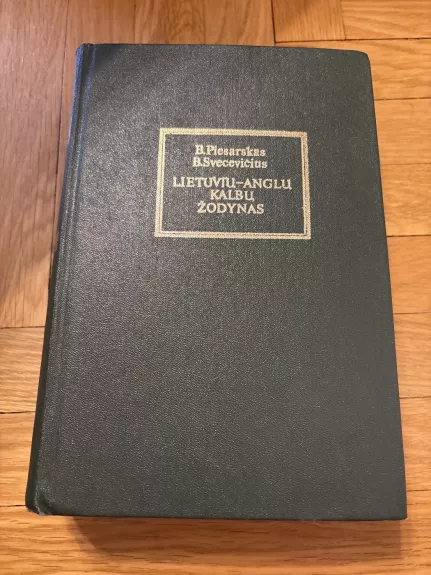 B.Piesarskas
B.Svecevičius
LIETUVIŲ-ANGLŲ
KALBŲ
ŽODYNAS